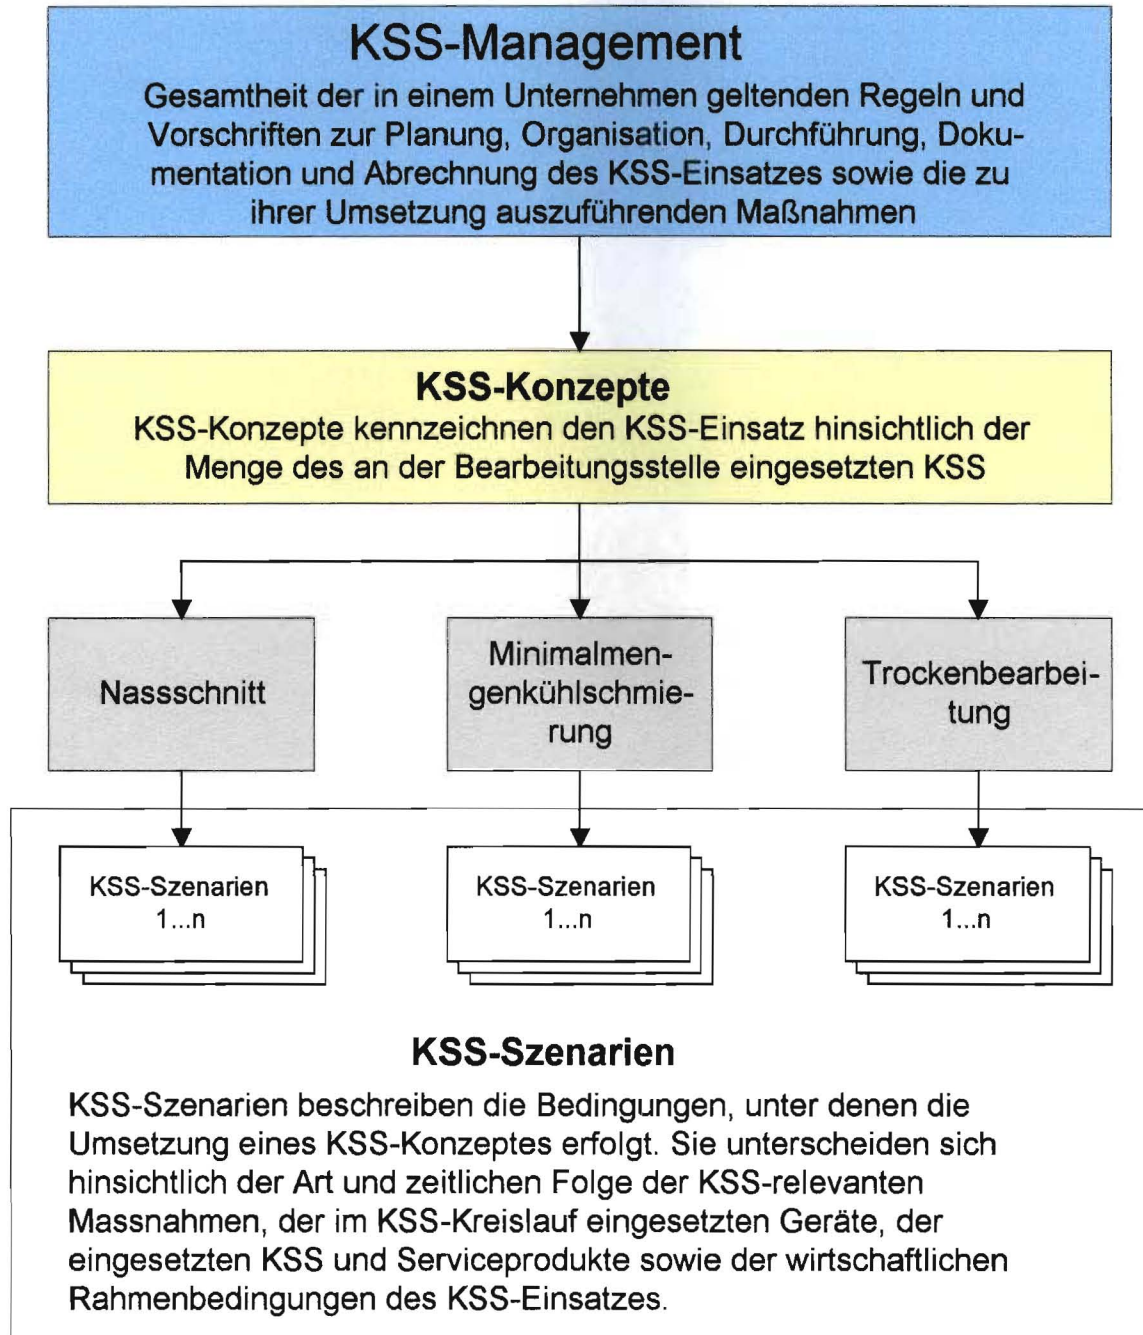 KSS-Management
Gesamtheit der in einem Unternehmen geltenden Regeln und
Vorschriften zur Planung, Organisation, Durchführung, Doku-
mentation und Abrechnung des KSS-Einsatzes sowie die zu
ihrer Umsetzung auszuführenden Maßnahmen
KSS-Konzepte
KSS-Konzepte kennzeichnen den KSS-Einsatz hinsichtlich der
Menge des an der Bearbeitungsstelle eingesetzten KSS
Nassschnitt
Minimalmen-
genkühlschmie-
rung
Trockenbearbei-
tung
KSS-Szenarien
1...n
KSS-Szenarien
1...n
KSS-Szenarien
1...n
KSS-Szenarien
KSS-Szenarien beschreiben die Bedingungen, unter denen die
Umsetzung eines KSS-Konzeptes erfolgt. Sie unterscheiden sich
hinsichtlich der Art und zeitlichen Folge der KSS-relevanten
Massnahmen, der im KSS-Kreislauf eingesetzten Geräte, der
eingesetzten KSS und Serviceprodukte sowie der wirtschaftlichen
Rahmenbedingungen des KSS-Einsatzes.